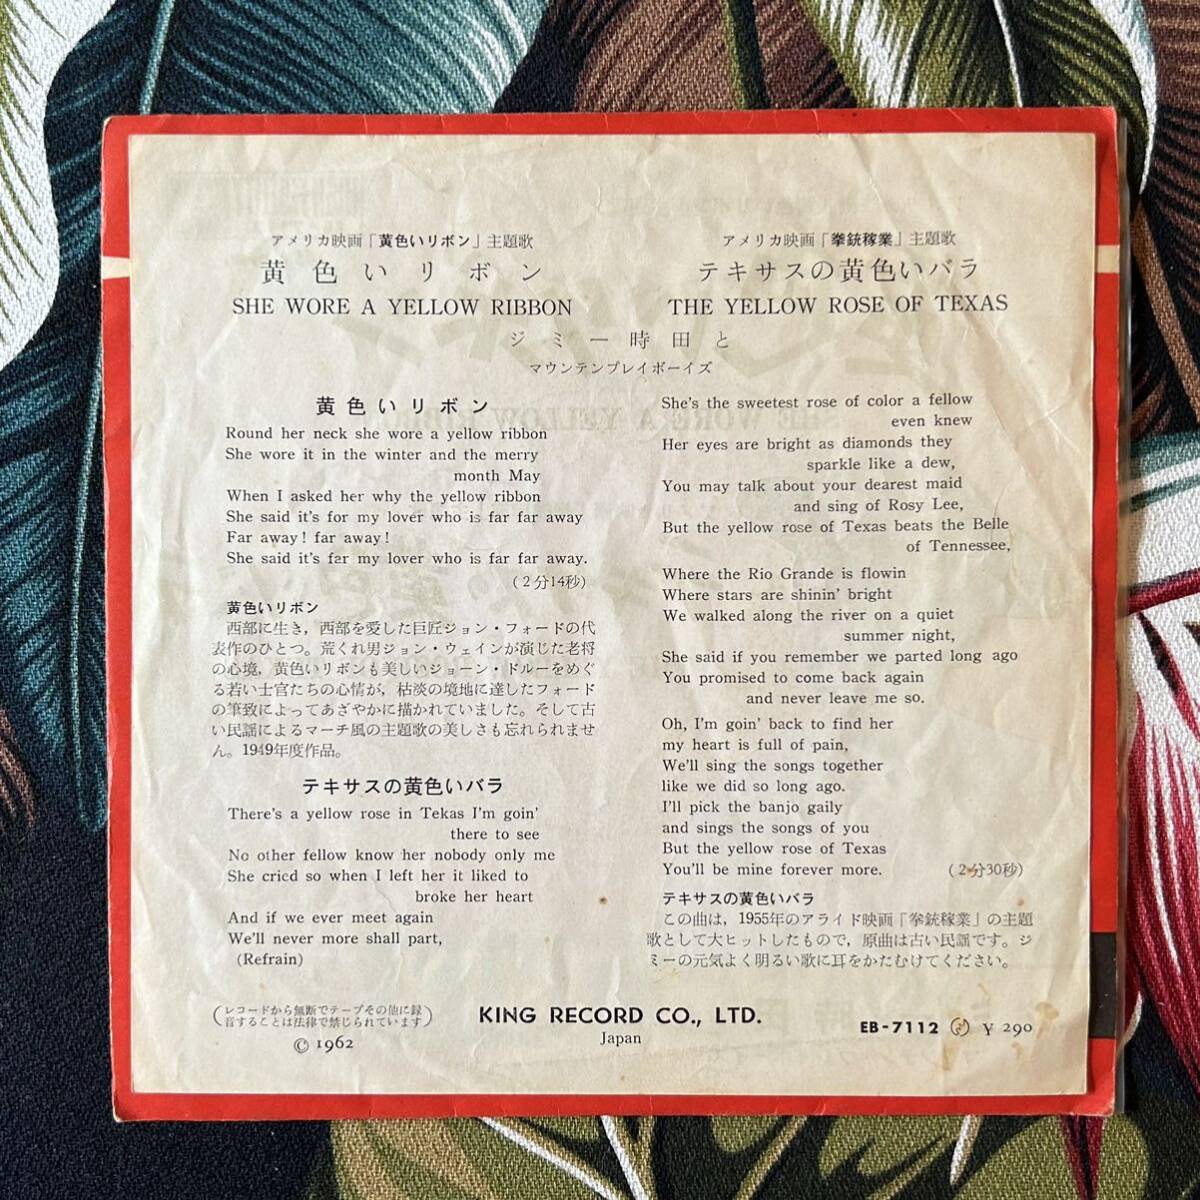 アメリカ映画「黄色いリボン」主題歌
黄色いリボン
SHE WORE A YELLOW RIBBON
アメリカ映画「拳銃稼業」主題歌
テキサスの黄色いバラ
THE YELLOW ROSE OF TEXAS
ジミー時田と
マウンテンプレイボーイズ
黄色いリボン
Round her neck she wore a yellow ribbon
She wore it in the winter and the merry
month May
When I asked her why the yellow ribbon
She said it's for my lover who is far far away
Far away! far away!
She said it's far my lover who is far far away.
(2分14秒)
黄色いリボン
西部に生き，西部を愛した巨匠ジョン・フォードの代
表作のひとつ。荒くれ男ジョン・ウェインが演じた老将
の心境，黄色いリボンも美しいジョーン・ドルーをめぐ
る若い士官たちの心情が，枯淡の境地に達したフォード
の筆致によってあざやかに描かれていました。そして古
い民謡によるマーチ風の主題歌の美しさも忘れられませ
ん。1949年度作品。
テキサスの黄色いバラ
There's a yellow rose in Tekas I'm goin'
there to see
No other fellow know her nobody only me
She cricd so when I left her it liked to
broke her heart
And if we ever meet again
We'll never more shall part,
(Refrain)
She's the sweetest rose of color a fellow
even knew
Her eyes are bright as diamonds they
sparkle like a dew,
You may talk about your dearest maid
and sing of Rosy Lee,
But the yellow rose of Texas beats the Belle
of Tennessee,
Where the Rio Grande is flowin
Where stars are shinin' bright
We walked along the river on a quiet
summer night,
She said if you remember we parted long ago
You promised to come back again
and never leave me so.
Oh, I'm goin' back to find her
my heart is full of pain,
We'll sing the songs together
like we did so long ago.
I'll pick the banjo gaily
and sings the songs of you
But the yellow rose of Texas
You'll be mine forever more.
(2分30秒)
テキサスの黄色いバラ
この曲は，1955年のアライド映画「拳銃稼業」の主題
歌として大ヒットしたもので，原曲は古い民謡です。ジ
ミーの元気よく明るい歌に耳をかたむけてください。
(レコードから無断でテープその他に録
音することは法律で禁じられています)
© 1962
KING RECORD CO., LTD.
Japan
EB-7112 ¥ 290